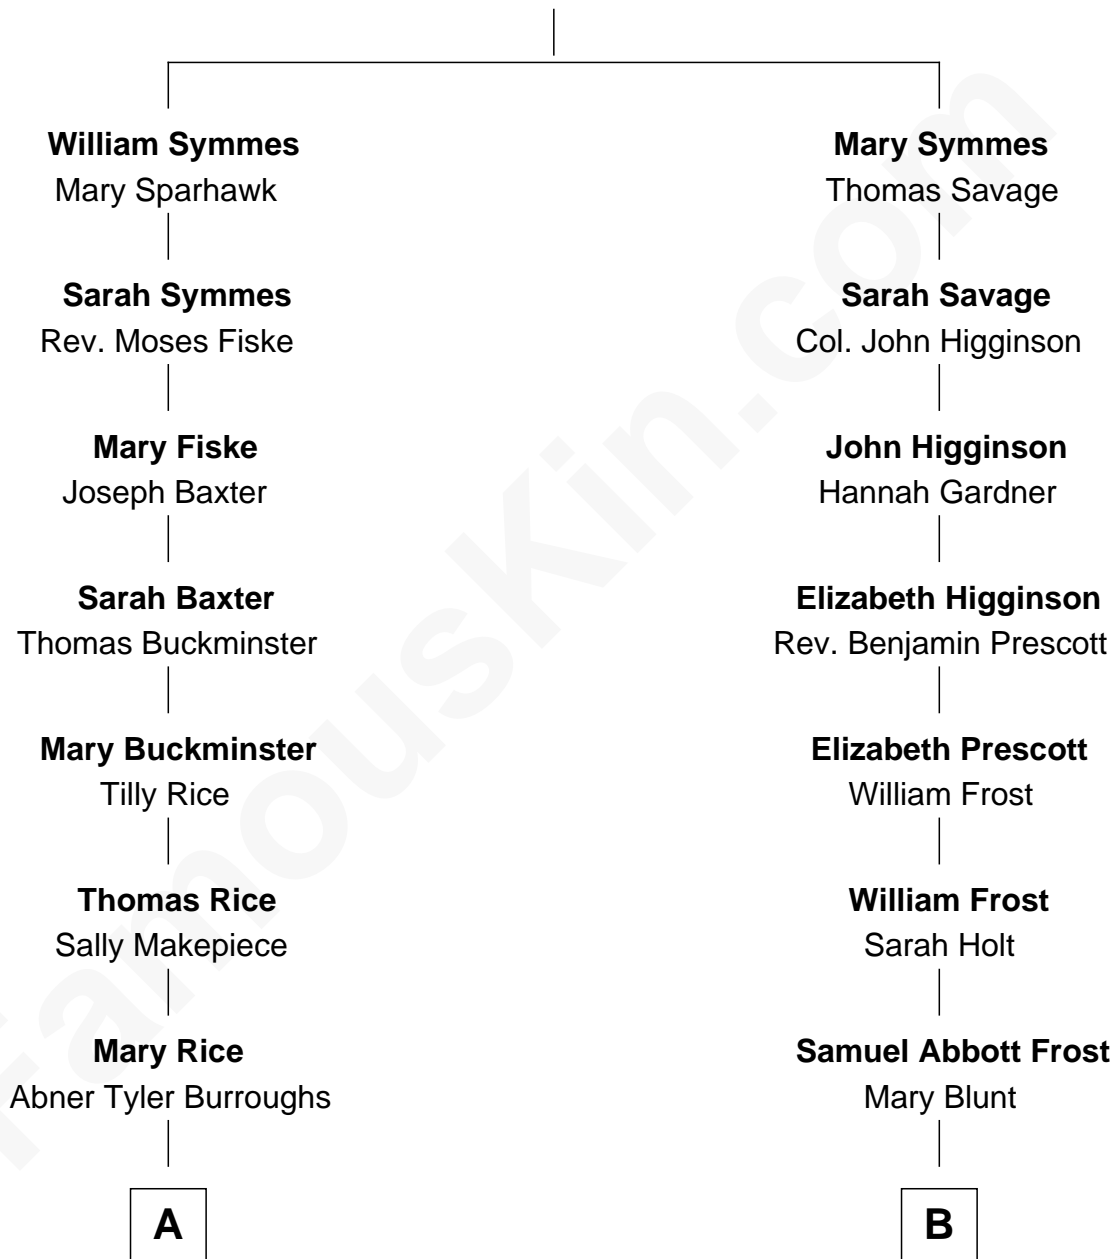 William Symmes
Mary Sparhawk
Sarah Symmes
Rev. Moses Fiske
Mary Fiske
Joseph Baxter
Sarah Baxter
Thomas Buckminster
Mary Buckminster
Tilly Rice
Thomas Rice
Sally Makepiece
Mary Rice
Abner Tyler Burroughs
A
Mary Symmes
Thomas Savage
Sarah Savage
Col. John Higginson
John Higginson
Hannah Gardner
Elizabeth Higginson
Rev. Benjamin Prescott
Elizabeth Prescott
William Frost
William Frost
Sarah Holt
Samuel Abbott Frost
Mary Blunt
B
FamousKin.com